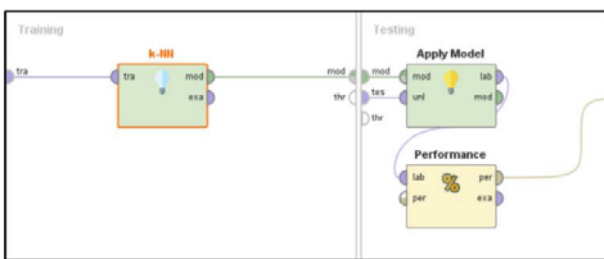 Training
k-NN
tra
tra
mod
exa
mod
thr
Testing
Apply Model
mod
tes
thr
mod
unl
lab
mod
Performance
lab
per
%
per
exa